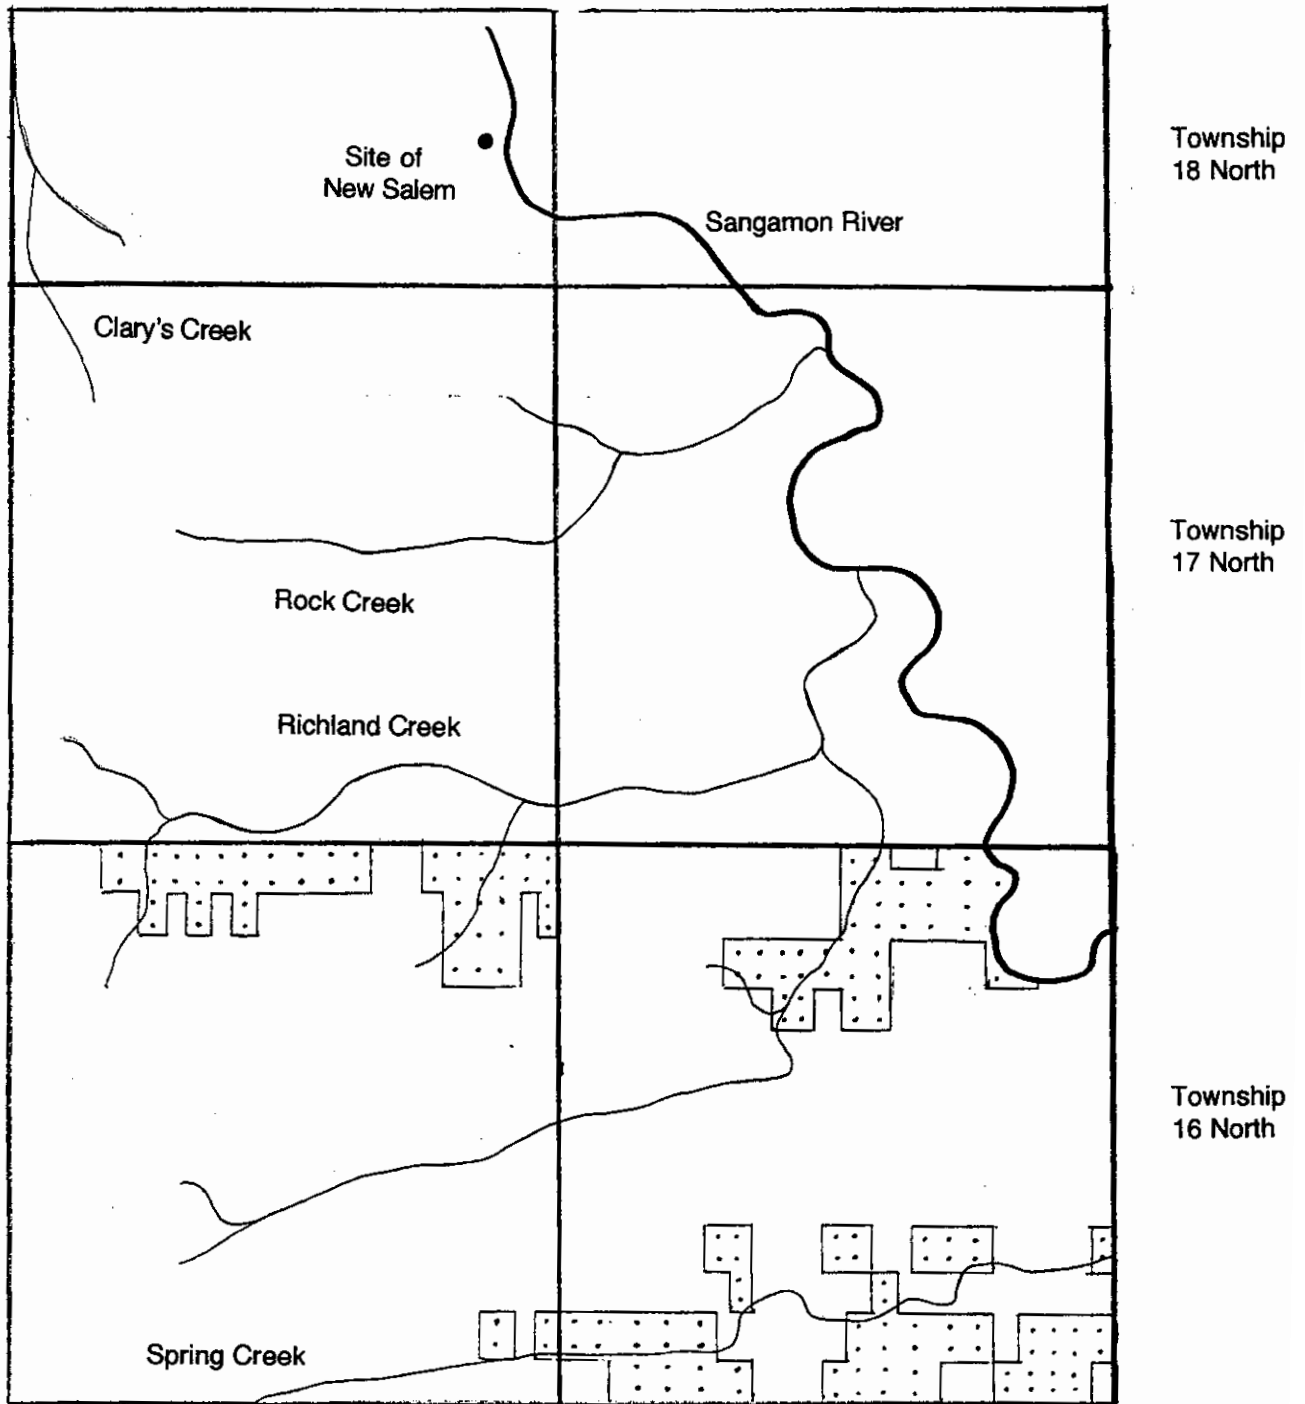 Township
18 North
Site of
New Salem
Sangamon River
Clary's Creek
Township
17 North
Rock Creek
Richland Creek
Township
16 North
Spring Creek